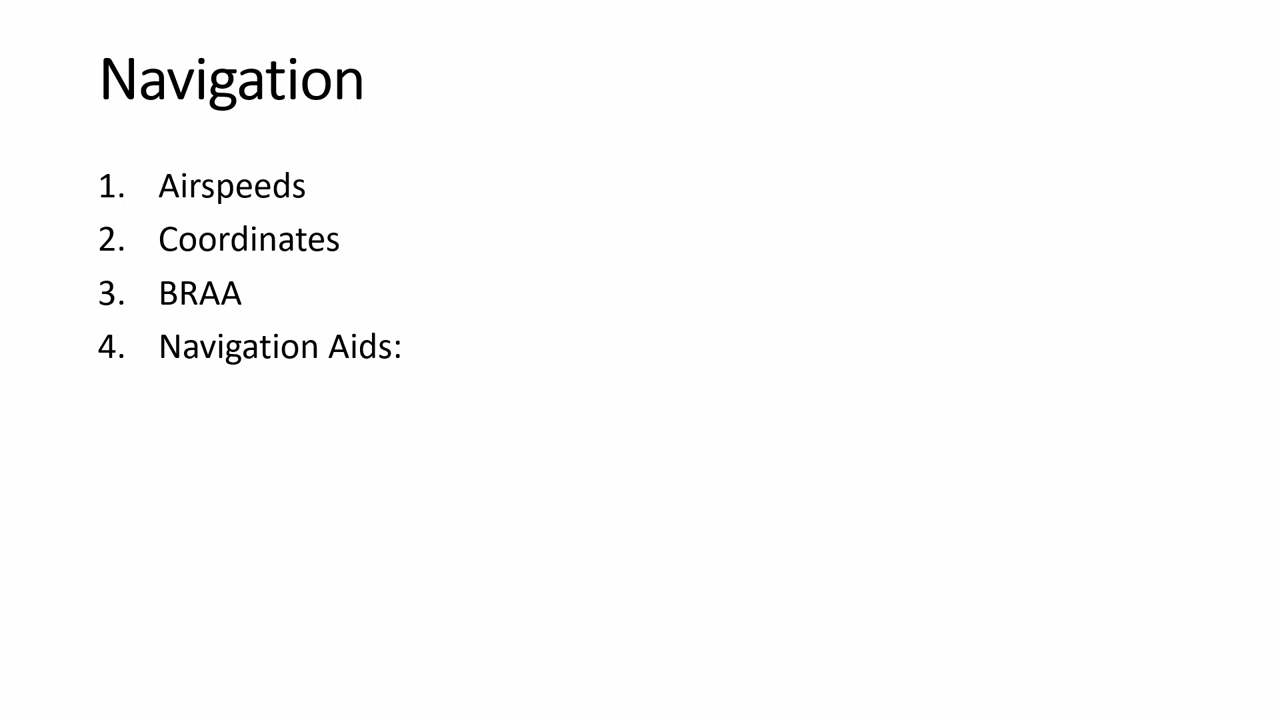 Navigation
1. Airspeeds
2. Coordinates
3. BRAA
4. Navigation Aids: